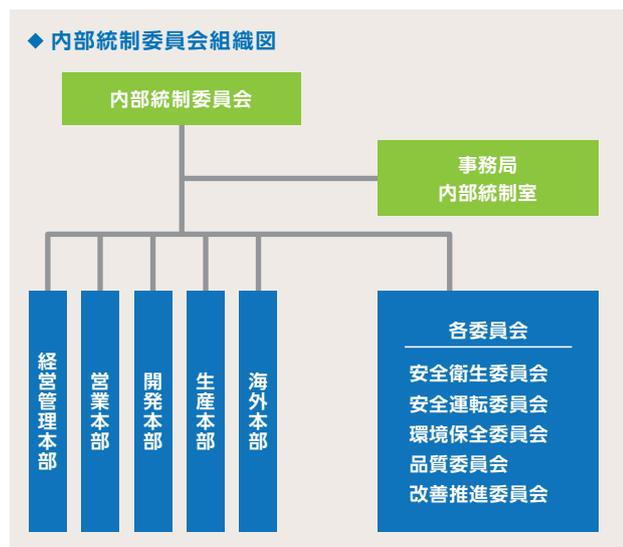 ◆ 内部統制委員会組織図
内部統制委員会
事務局
内部統制室
経営管理本部
営業本部
開発本部
生産本部
海外本部
各委員会
安全衛生委員会
安全運転委員会
環境保全委員会
品質委員会
改善推進委員会